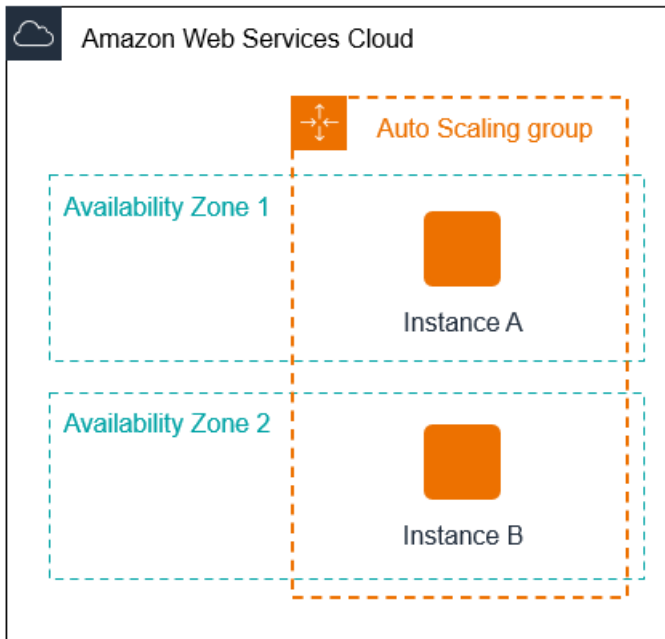 Amazon Web Services Cloud
Auto Scaling group
Availability Zone 1
Instance A
Availability Zone 2
Instance B